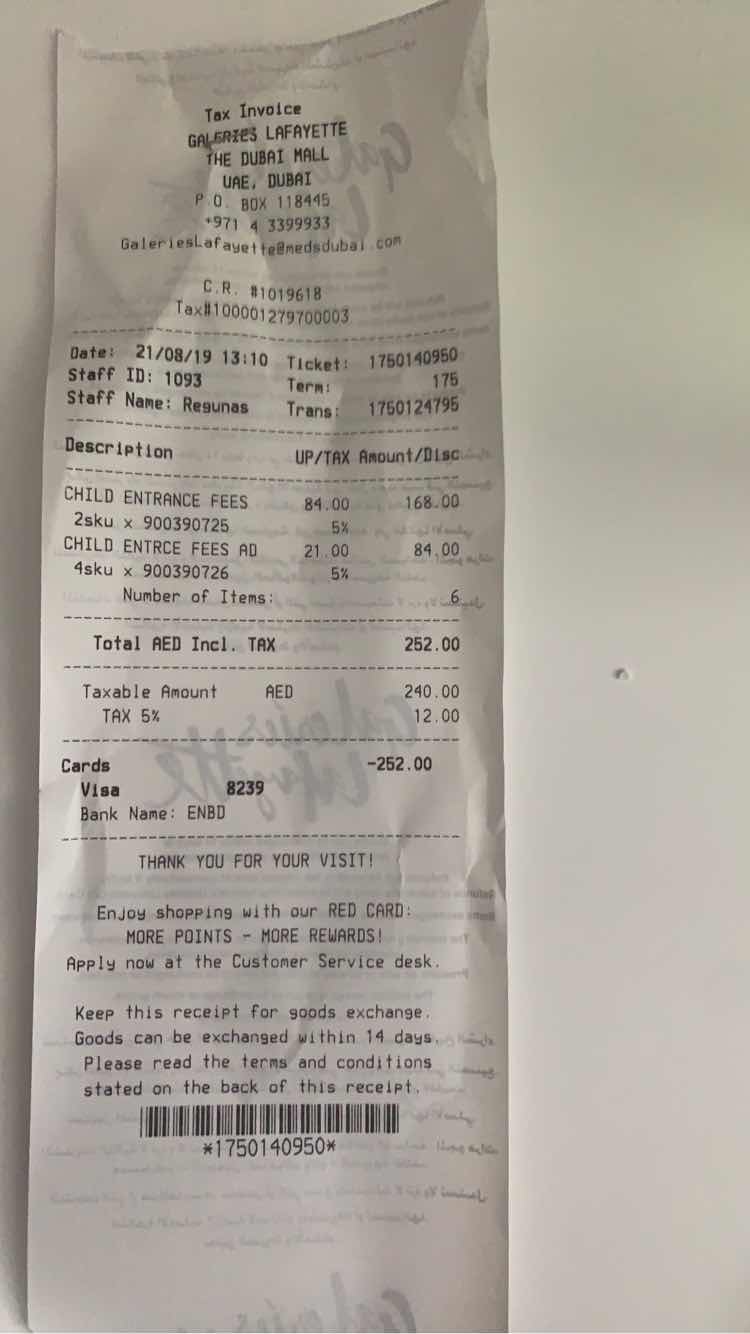 Tax Invoice
GALERIES LAFAYETTE
THE DUBAI MALL
UAE, DUBAI
P.O. BOX 118445
+971 4 3399933
GaleriesLafayette@medsdubai.com
C.R. #1019618
Tax#100001279700003
Date: 21/08/19 13:10 Ticket: 1750140950
Staff ID: 1093 Term: 175
Staff Name: Regunas Trans: 1750124795
Description UP/TAX Amount/Disc
CHILD ENTRANCE FEES 84.00 168.00
2sku x 900390725 5%
CHILD ENTRCE FEES AD 21.00 84.00
4sku x 900390726 5%
Number of Items: 6
Total AED Incl. TAX 252.00
Taxable Amount AED 240.00
TAX 5% 12.00
Cards -252.00
Visa 8239
Bank Name: ENBD
THANK YOU FOR YOUR VISIT!
Enjoy shopping with our RED CARD:
MORE POINTS - MORE REWARDS!
Apply now at the Customer Service desk.
Keep this receipt for goods exchange.
Goods can be exchanged within 14 days.
Please read the terms and conditions
stated on the back of this receipt.
*1750140950*